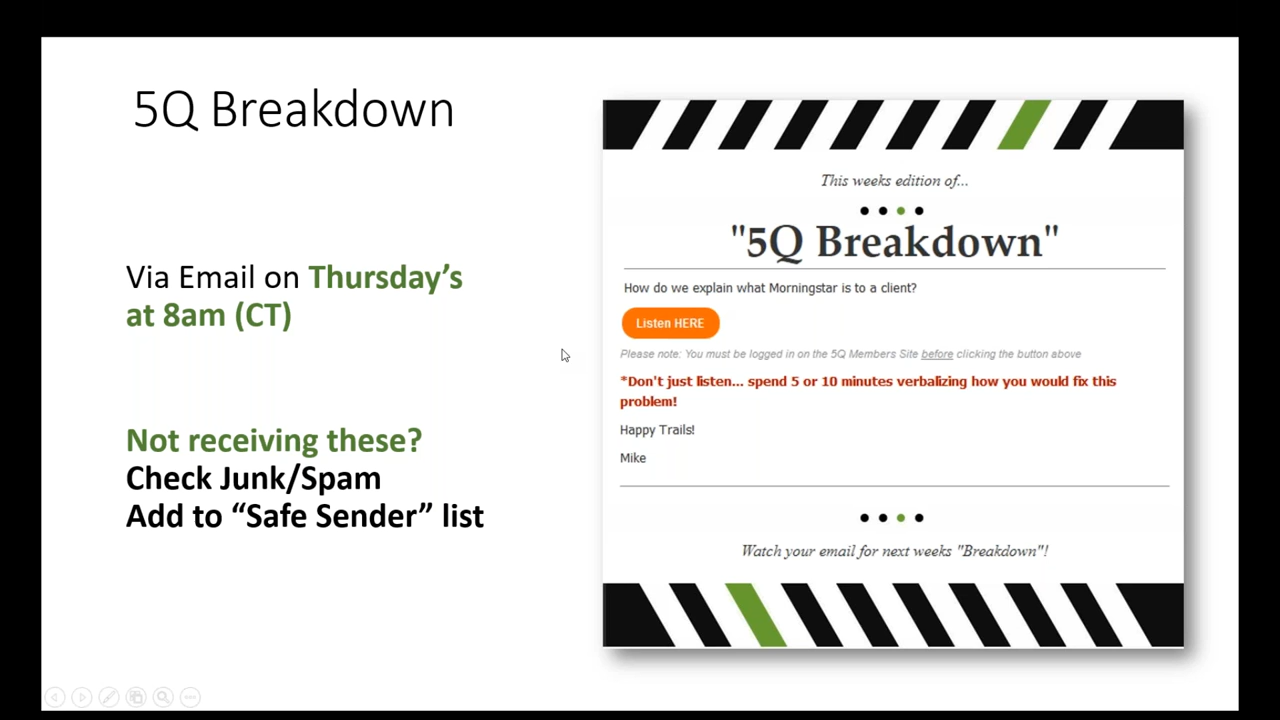 5Q Breakdown
Via Email on Thursday’s
at 8am (CT)
Not receiving these?
Check Junk/Spam
Add to “Safe Sender” list
This weeks edition of...
"5Q Breakdown"
How do we explain what Morningstar is to a client?
Listen HERE
Please note: You must be logged in on the 5Q Members Site before clicking the button above
*Don't just listen... spend 5 or 10 minutes verbalizing how you would fix this
problem!
Happy Trails!
Mike
Watch your email for next weeks "Breakdown"!